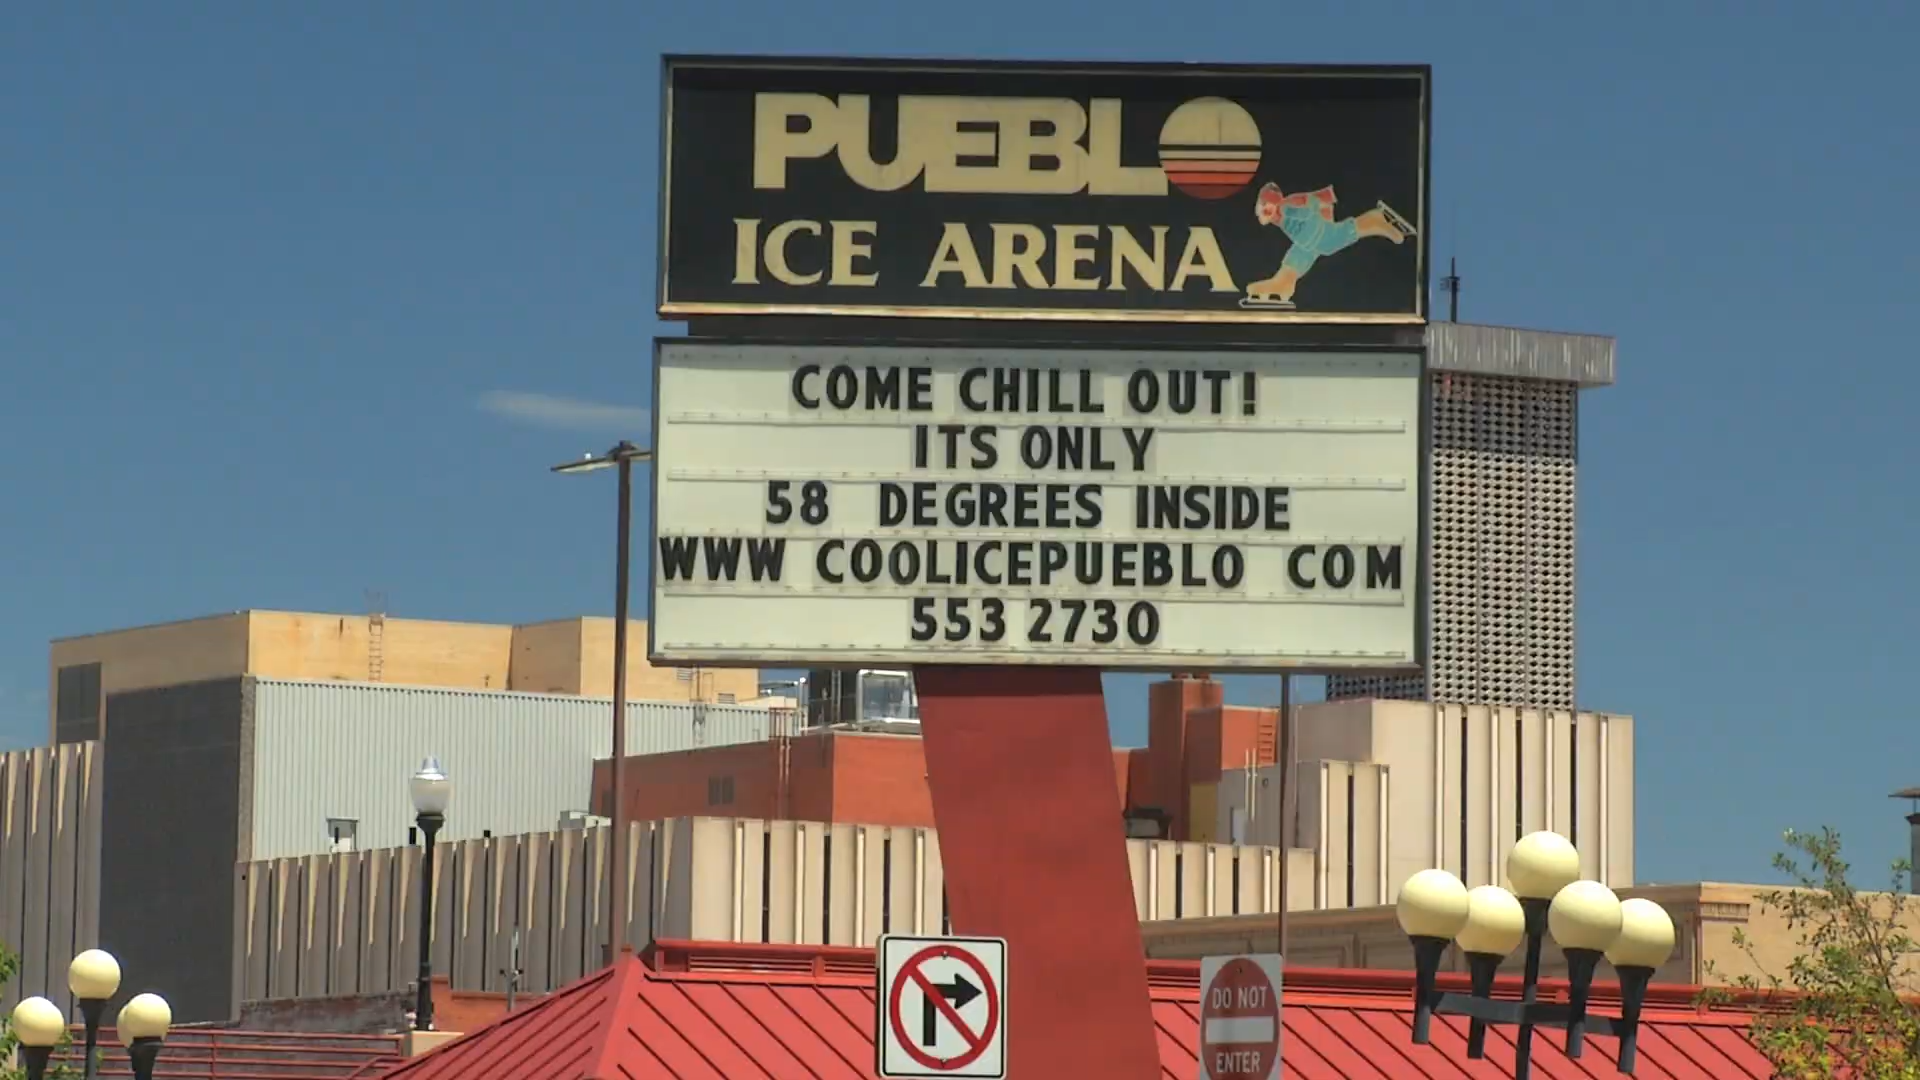 PUEBLO
ICE ARENA
COME CHILL OUT!
ITS ONLY
58 DEGREES INSIDE
WWW COOLICEPUEBLO COM
553 2730
DO NOT
ENTER